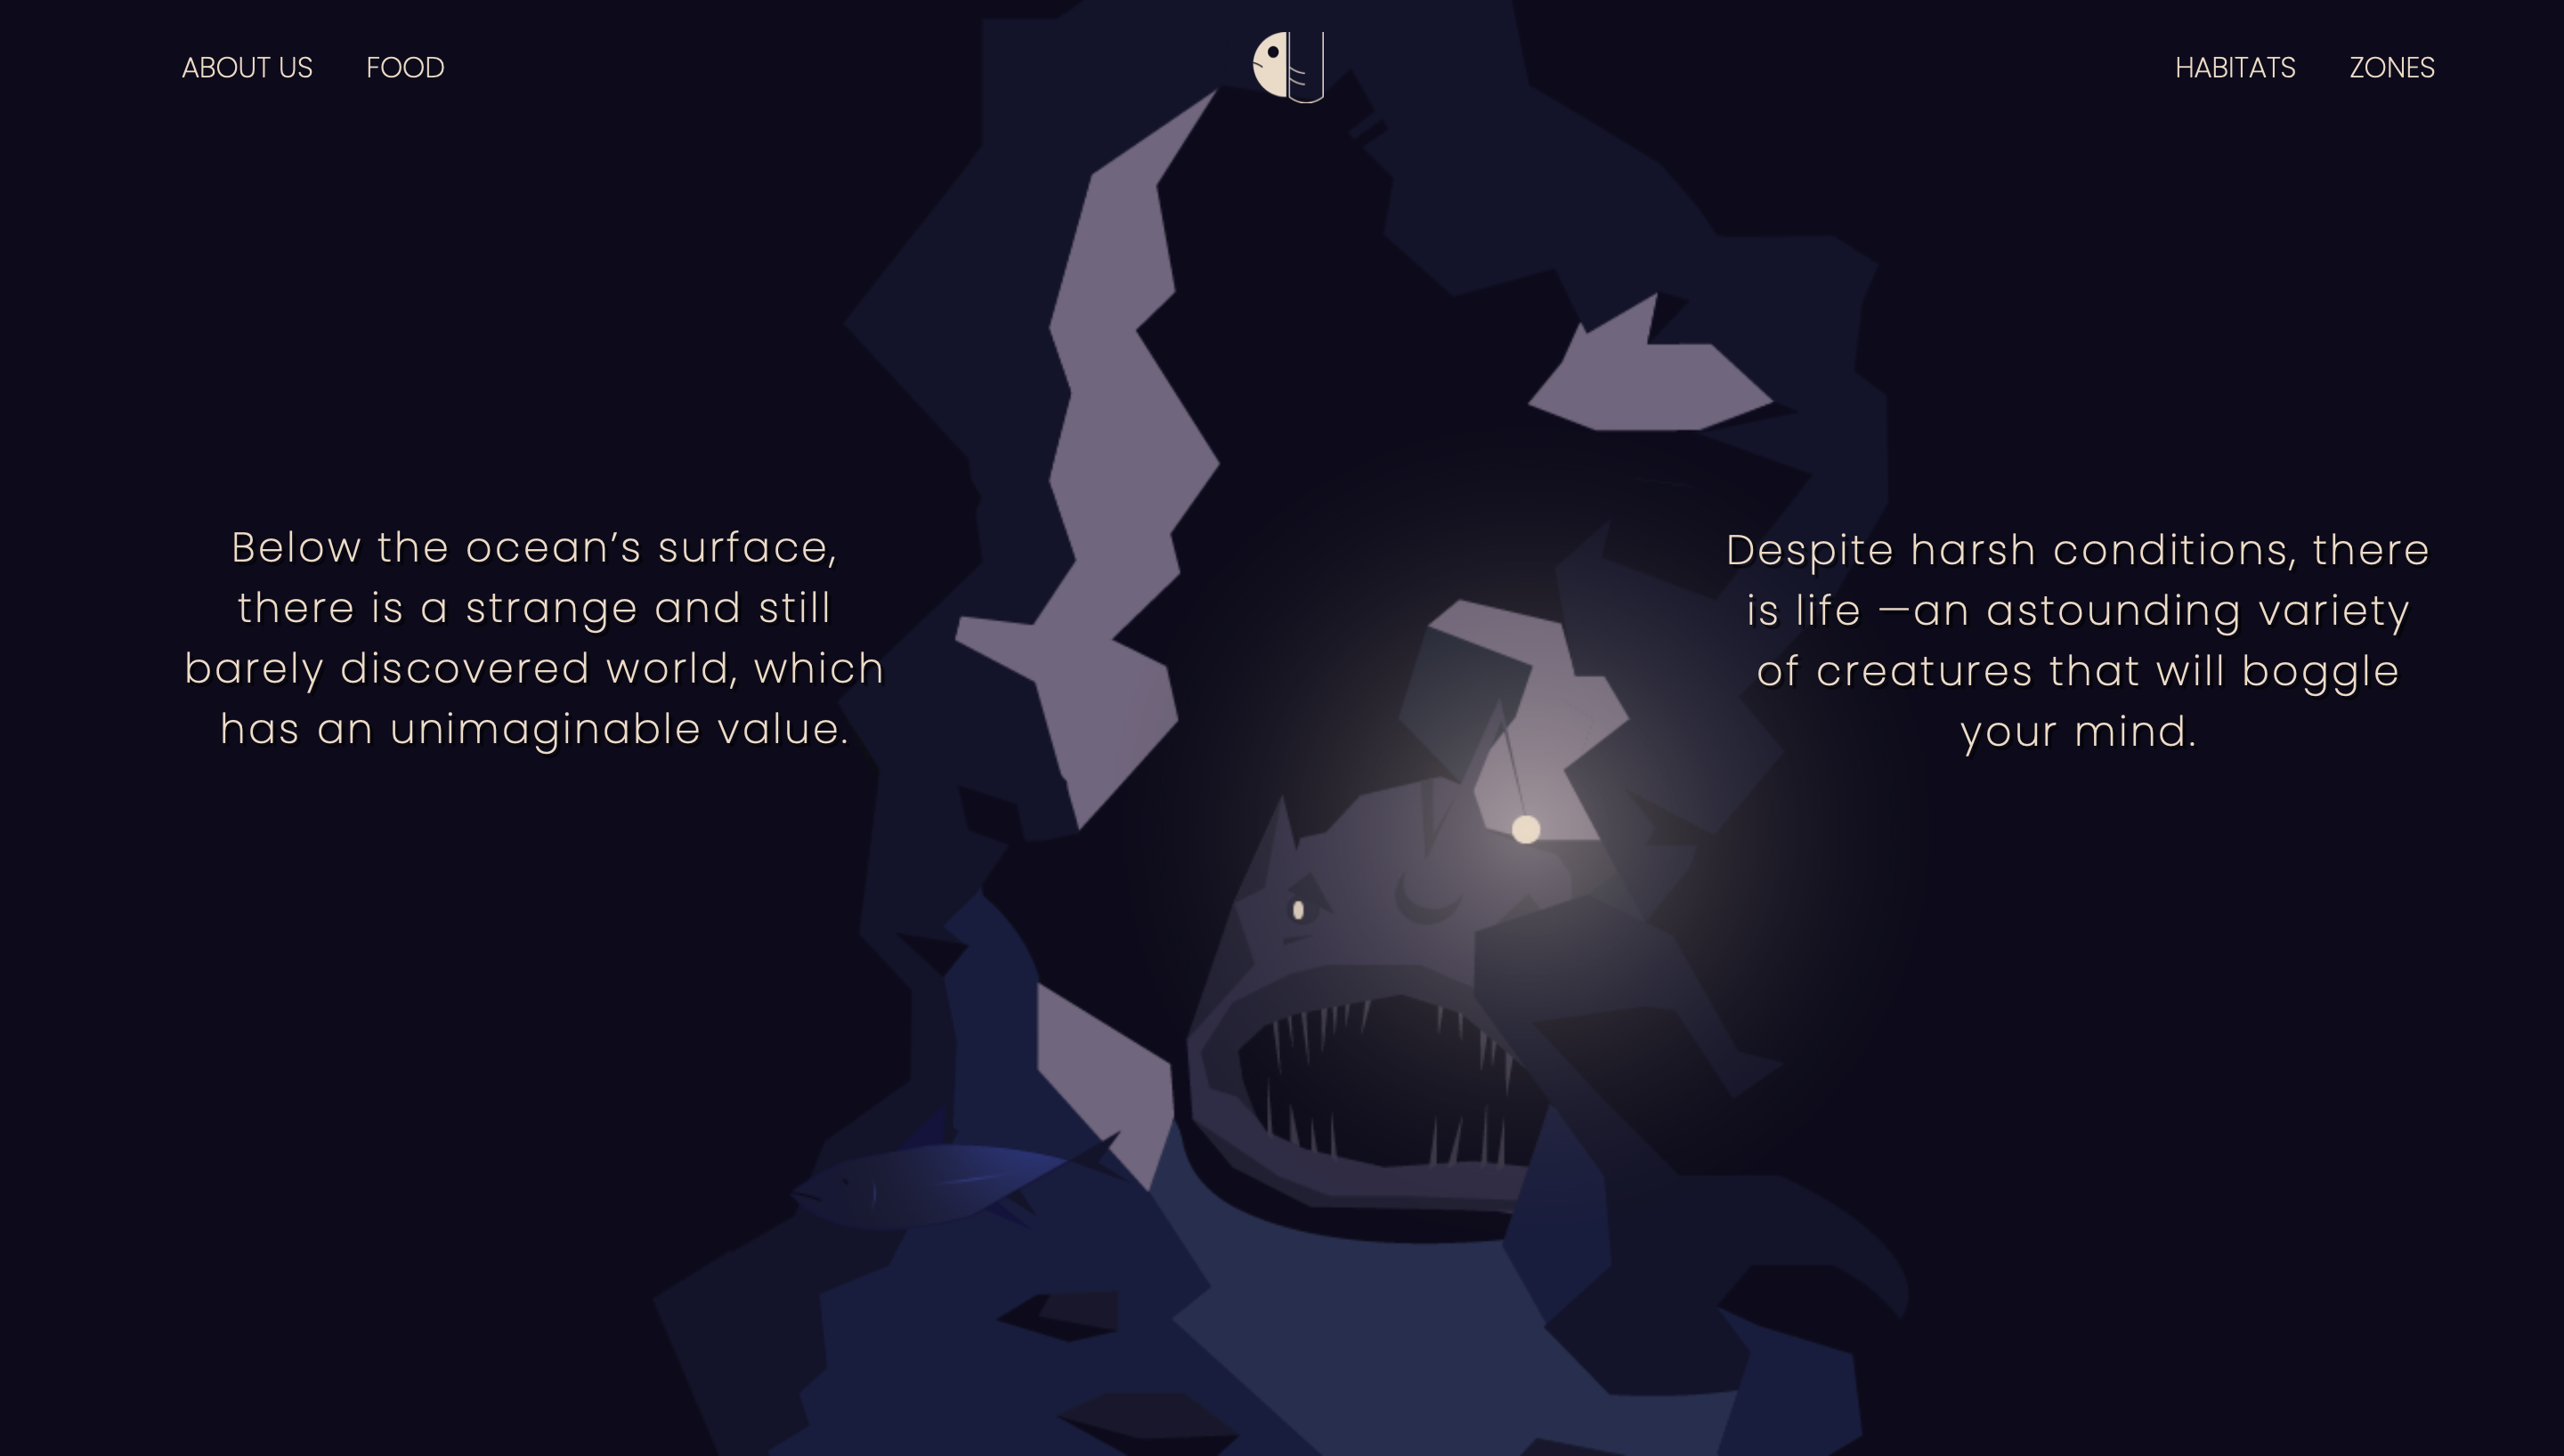 ABOUT US
FOOD
HABITATS
ZONES
Below the ocean’s surface,
there is a strange and still
barely discovered world, which
has an unimaginable value.
Despite harsh conditions, there
is life —an astounding variety
of creatures that will boggle
your mind.